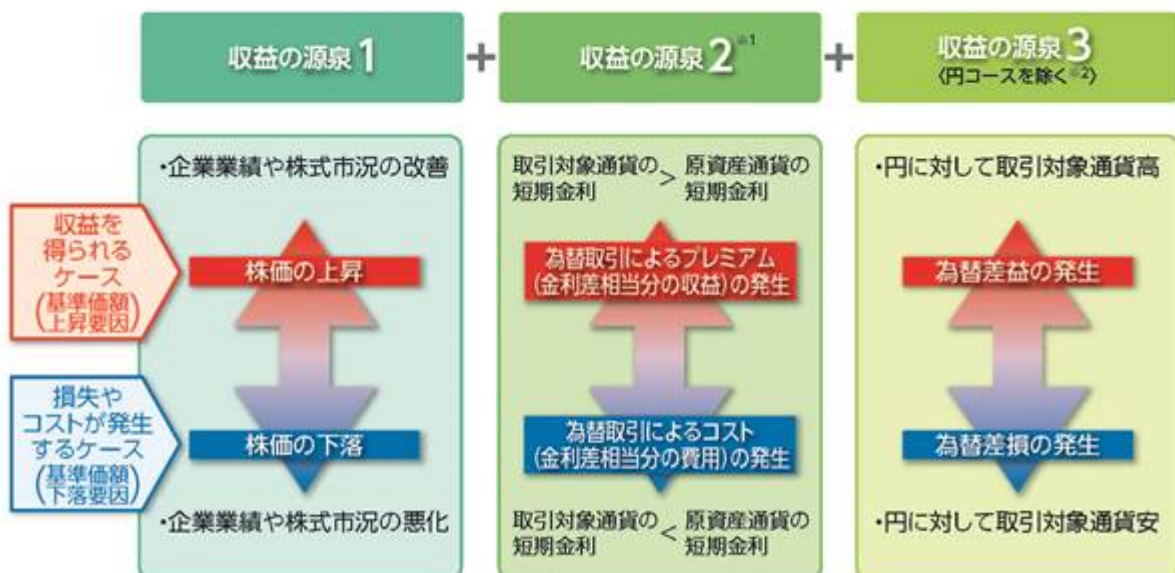 収益の源泉1
+
収益の源泉2※1
+
収益の源泉3
〈円コースを除く※2〉
・企業業績や株式市況の改善
株価の上昇
株価の下落
・企業業績や株式市況の悪化
取引対象通貨の
短期金利
>
原資産通貨の
短期金利
為替取引によるプレミアム
(金利差相当分の収益)の発生
為替取引によるコスト
(金利差相当分の費用)の発生
取引対象通貨の
短期金利
<
原資産通貨の
短期金利
・円に対して取引対象通貨高
為替差益の発生
為替差損の発生
・円に対して取引対象通貨安
収益を
得られる
ケース
(基準価額
上昇要因)
損失や
コストが発生
するケース
(基準価額
下落要因)